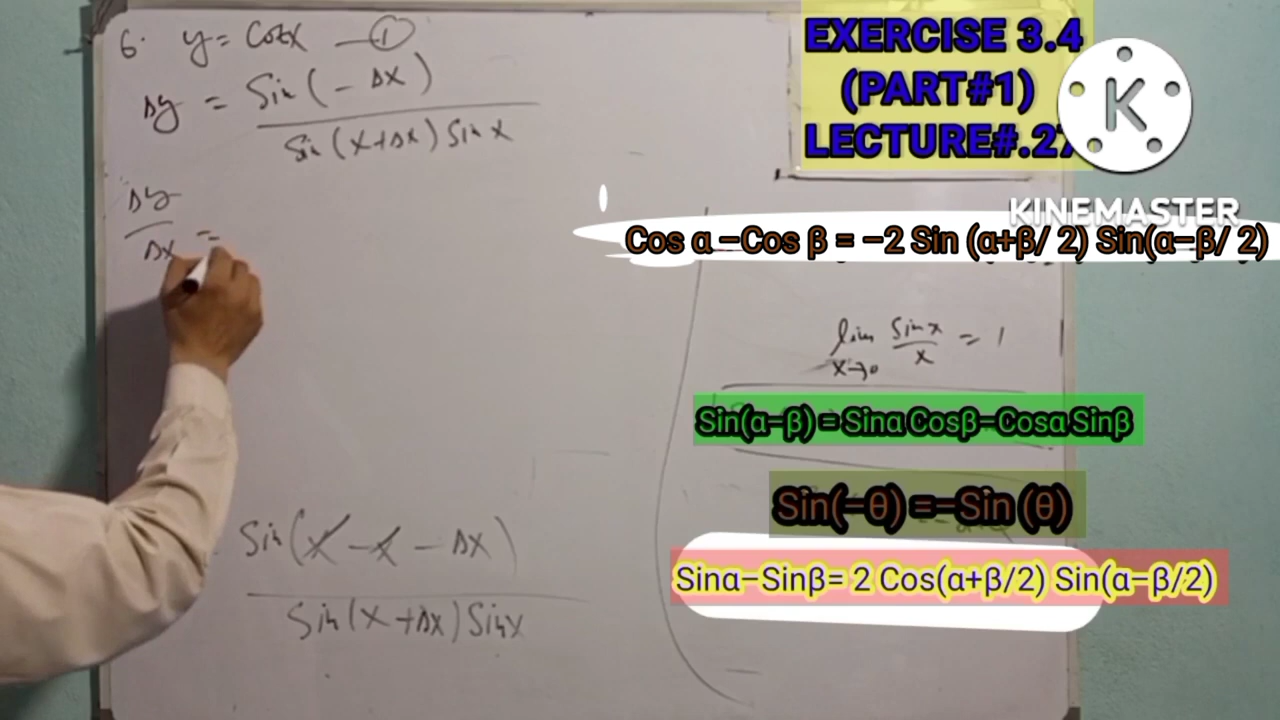 6. y = Cotx —①
Δy = Sin(-Δx)
Sin(x+Δx) Sinx
Δy
Δx =
Sin(x - x - Δx)
Sin(x+Δx) Sinx
EXERCISE 3.4
(PART#1)
LECTURE#.27
K
KINEMASTER
Cos α -Cos β = -2 Sin (α+β/ 2) Sin(α-β/ 2)
lim Sinx = 1
x→0 x
Sin(α-β) = Sinα Cosβ-Cosα Sinβ
Sin(-θ) =-Sin (θ)
Sinα-Sinβ= 2 Cos(α+β/2) Sin(α-β/2)